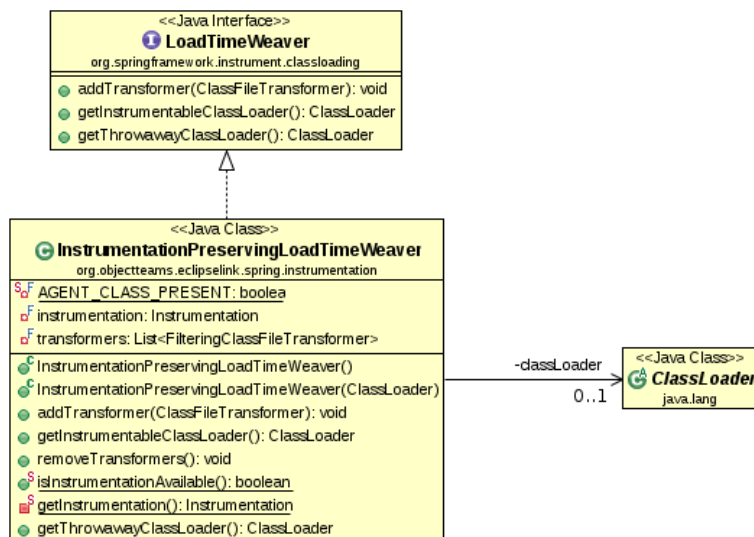 <<Java Interface>>
LoadTimeWeaver
org.springframework.instrument.classloading
addTransformer(ClassFileTransformer): void
getInstrumentableClassLoader(): ClassLoader
getThrowawayClassLoader(): ClassLoader
<<Java Class>>
InstrumentationPreservingLoadTimeWeaver
org.objectteams.eclipselink.spring.instrumentation
AGENT_CLASS_PRESENT: boolea
instrumentation: Instrumentation
transformers: List<FilteringClassFileTransformer>
InstrumentationPreservingLoadTimeWeaver()
InstrumentationPreservingLoadTimeWeaver(ClassLoader)
addTransformer(ClassFileTransformer): void
getInstrumentableClassLoader(): ClassLoader
removeTransformers(): void
isInstrumentationAvailable(): boolean
getInstrumentation(): Instrumentation
getThrowawayClassLoader(): ClassLoader
-classLoader
0..1
<<Java Class>>
ClassLoader
java.lang